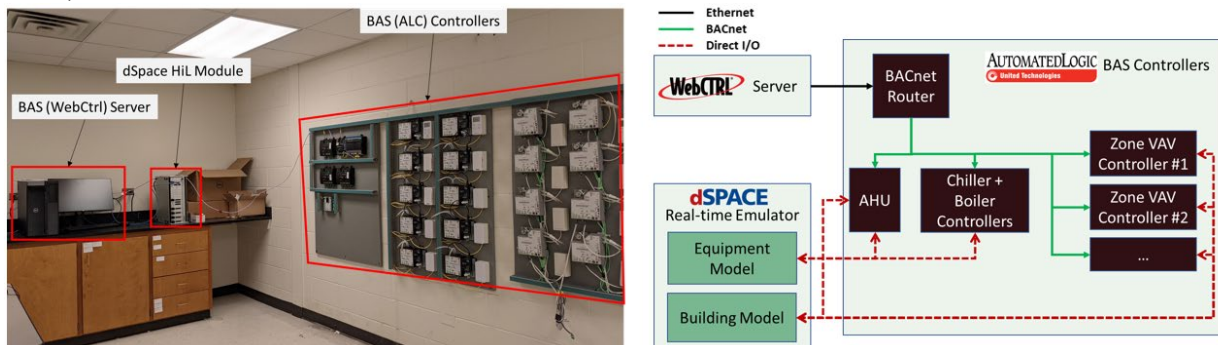 BAS (ALC) Controllers
dSpace HiL Module
BAS (WebCtrl) Server
Ethernet
BACnet
Direct I/O
WEBCTRL® Server
BACnet
Router
AUTOMATEDLOGIC
United Technologies
BAS Controllers
dSPACE
Real-time Emulator
Equipment
Model
Building Model
AHU
Chiller +
Boiler
Controllers
Zone VAV
Controller #1
Zone VAV
Controller #2
...